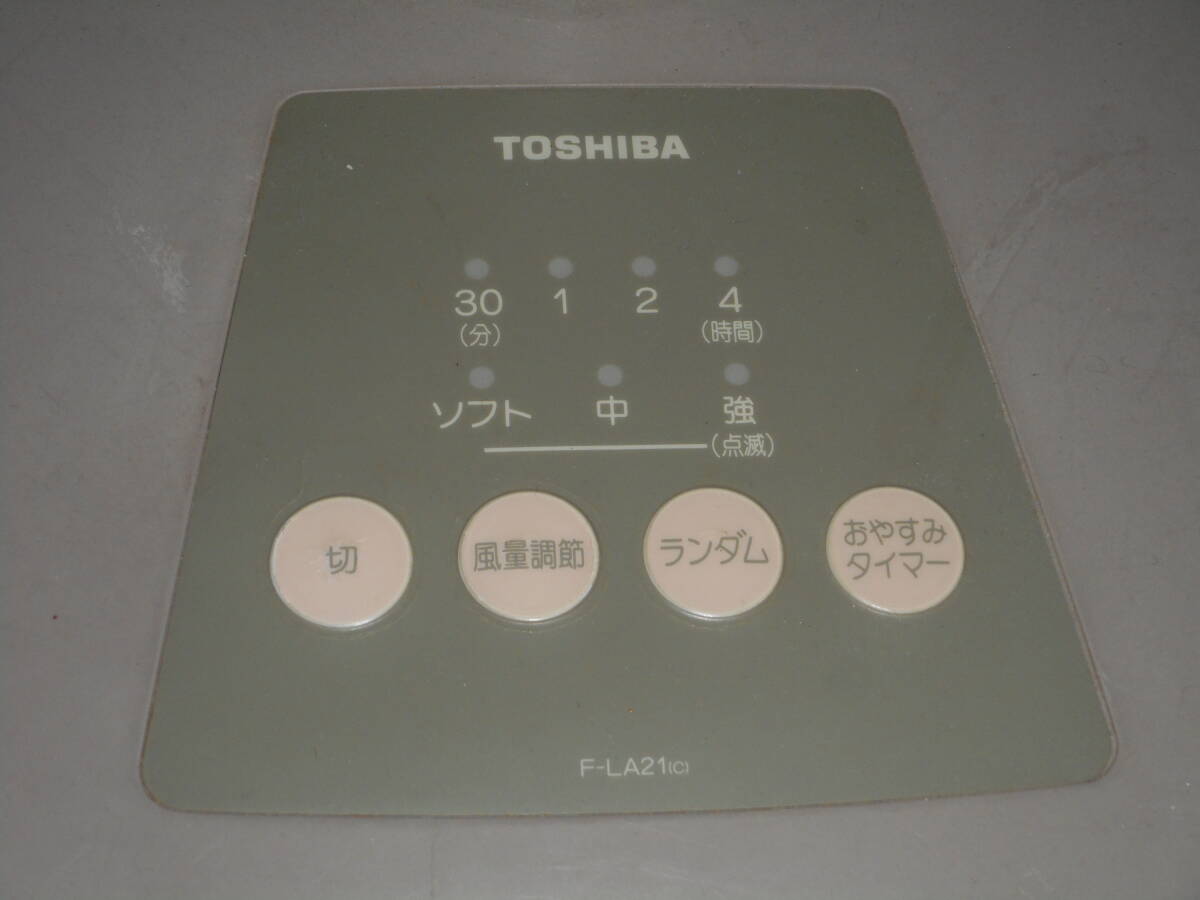 TOSHIBA
30 1 2 4
(分) (時間)
ソフト 中 強
(点滅)
切 風量調節 ランダム おやすみ
タイマー
F-LA21(C)